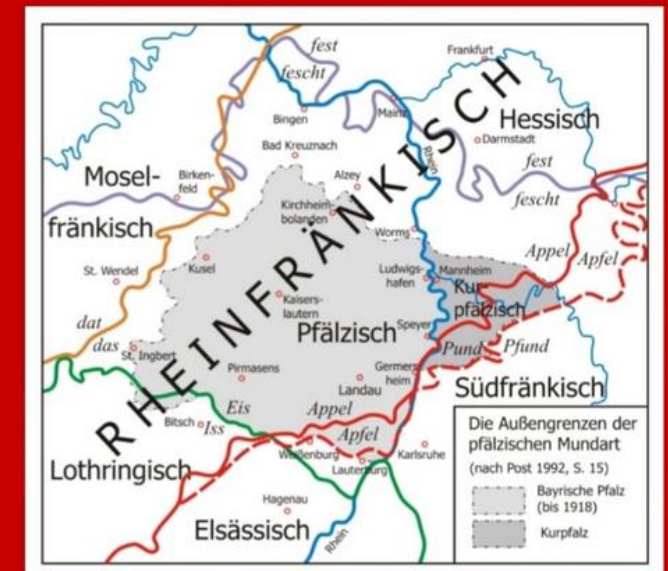 fest
fescht
Frankfurt
Bingen
Mainz
Hessisch
Darmstadt
Rhein
Bad Kreuznach
fest
fescht
Mosel-
fränkisch
Birken-
feld
Alzey
Kirchheim-
bolanden
Worms
RHEINFRÄNKISCH
Appel
Apfel
St. Wendel
Kusel
Ludwigs-
hafen
Mannheim
Kur-
pfälzisch
Kaisers-
lautern
Pfälzisch
Speyer
dat
das
St. Ingbert
Pund
Pfund
Pirmasens
Germers
heim
Landau
Südfränkisch
Eis
Iss
Bitsch
Appel
Apfel
Weißenburg
Lauterburg
Karlsruhe
Lothringisch
Hagenau
Elsässisch
Rhein
Die Außengrenzen der
pfälzischen Mundart
(nach Post 1992, S. 15)
Bayrische Pfalz
(bis 1918)
Kurpfalz